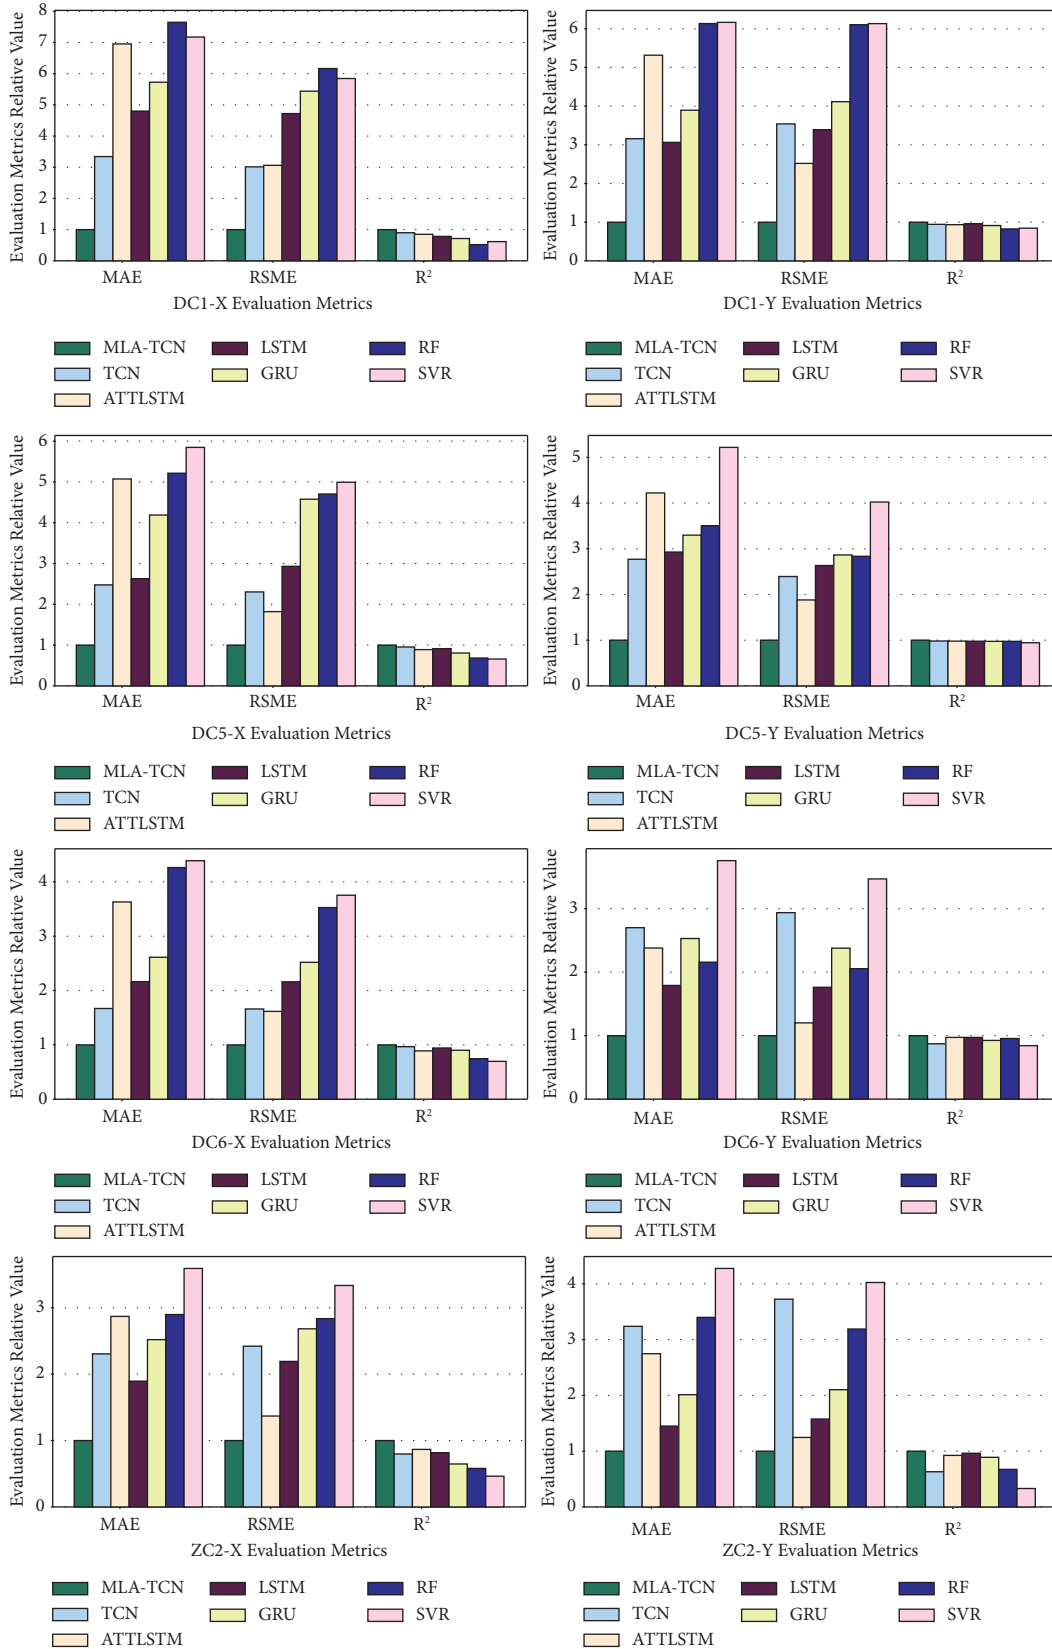 Evaluation Metrics Relative Value
8
7
6
5
4
3
2
1
0
MAE RSME R²
DC1-X Evaluation Metrics
MLA-TCN LSTM RF
TCN GRU SVR
ATTLSTM
Evaluation Metrics Relative Value
6
5
4
3
2
1
0
MAE RSME R²
DC1-Y Evaluation Metrics
MLA-TCN LSTM RF
TCN GRU SVR
ATTLSTM
Evaluation Metrics Relative Value
6
5
4
3
2
1
0
MAE RSME R²
DC5-X Evaluation Metrics
MLA-TCN LSTM RF
TCN GRU SVR
ATTLSTM
Evaluation Metrics Relative Value
5
4
3
2
1
0
MAE RSME R²
DC5-Y Evaluation Metrics
MLA-TCN LSTM RF
TCN GRU SVR
ATTLSTM
Evaluation Metrics Relative Value
4
3
2
1
0
MAE RSME R²
DC6-X Evaluation Metrics
MLA-TCN LSTM RF
TCN GRU SVR
ATTLSTM
Evaluation Metrics Relative Value
3
2
1
0
MAE RSME R²
DC6-Y Evaluation Metrics
MLA-TCN LSTM RF
TCN GRU SVR
ATTLSTM
Evaluation Metrics Relative Value
3
2
1
0
MAE RSME R²
ZC2-X Evaluation Metrics
MLA-TCN LSTM RF
TCN GRU SVR
ATTLSTM
Evaluation Metrics Relative Value
4
3
2
1
0
MAE RSME R²
ZC2-Y Evaluation Metrics
MLA-TCN LSTM RF
TCN GRU SVR
ATTLSTM